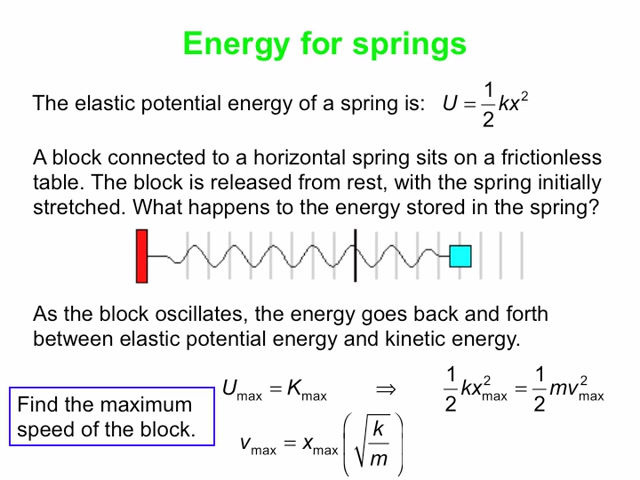 Energy for springs
The elastic potential energy of a spring is: U = 1/2 kx²
A block connected to a horizontal spring sits on a frictionless
table. The block is released from rest, with the spring initially
stretched. What happens to the energy stored in the spring?
As the block oscillates, the energy goes back and forth
between elastic potential energy and kinetic energy.
U_max = K_max ⇒ 1/2 kx²_max = 1/2 mv²_max
Find the maximum
speed of the block.
v_max = x_max (√(k/m))